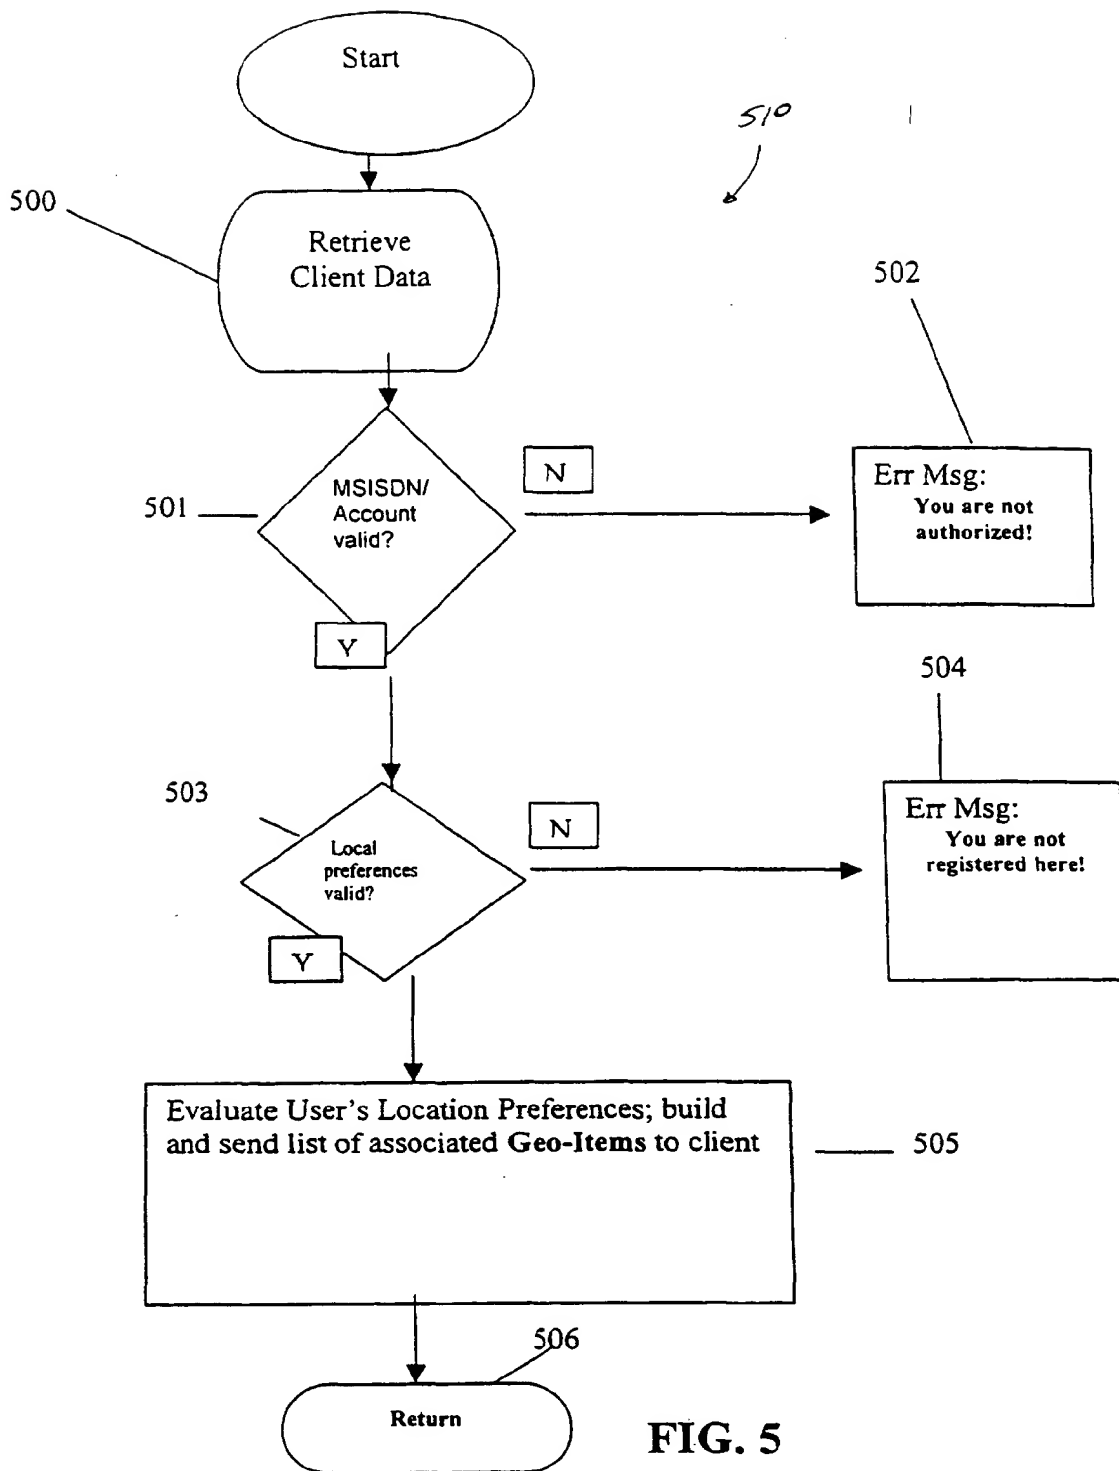 Start
510
500
Retrieve
Client Data
502
501
MSISDN/
Account
valid?
N
Err Msg:
You are not
authorized!
Y
504
503
Local
preferences
valid?
N
Err Msg:
You are not
registered here!
Y
Evaluate User's Location Preferences; build
and send list of associated Geo-Items to client
505
506
Return
FIG. 5